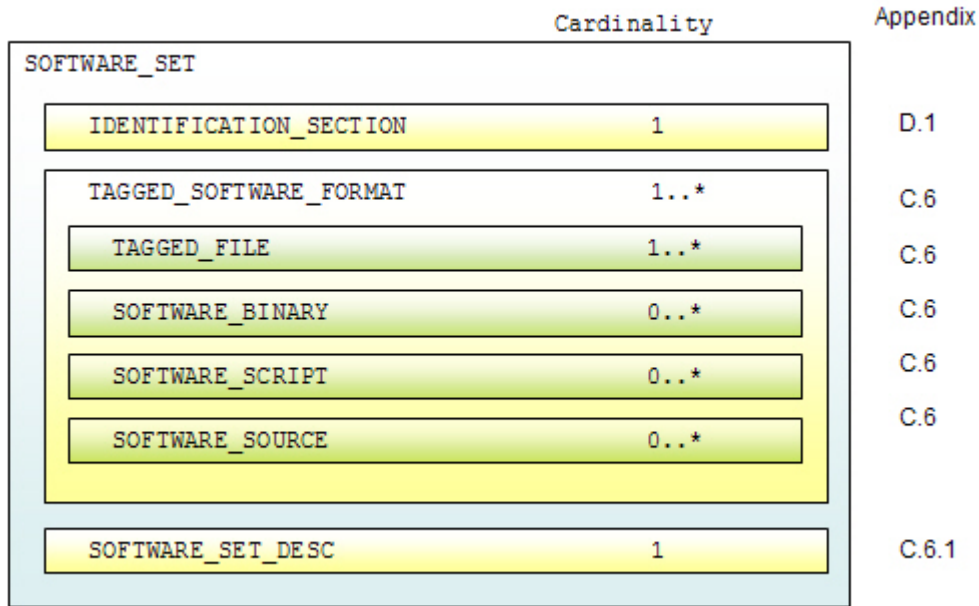 Cardinality Appendix
SOFTWARE_SET
IDENTIFICATION_SECTION 1 D.1
TAGGED_SOFTWARE_FORMAT 1..* C.6
TAGGED_FILE 1..* C.6
SOFTWARE_BINARY 0..* C.6
SOFTWARE_SCRIPT 0..* C.6
SOFTWARE_SOURCE 0..* C.6
SOFTWARE_SET_DESC 1 C.6.1